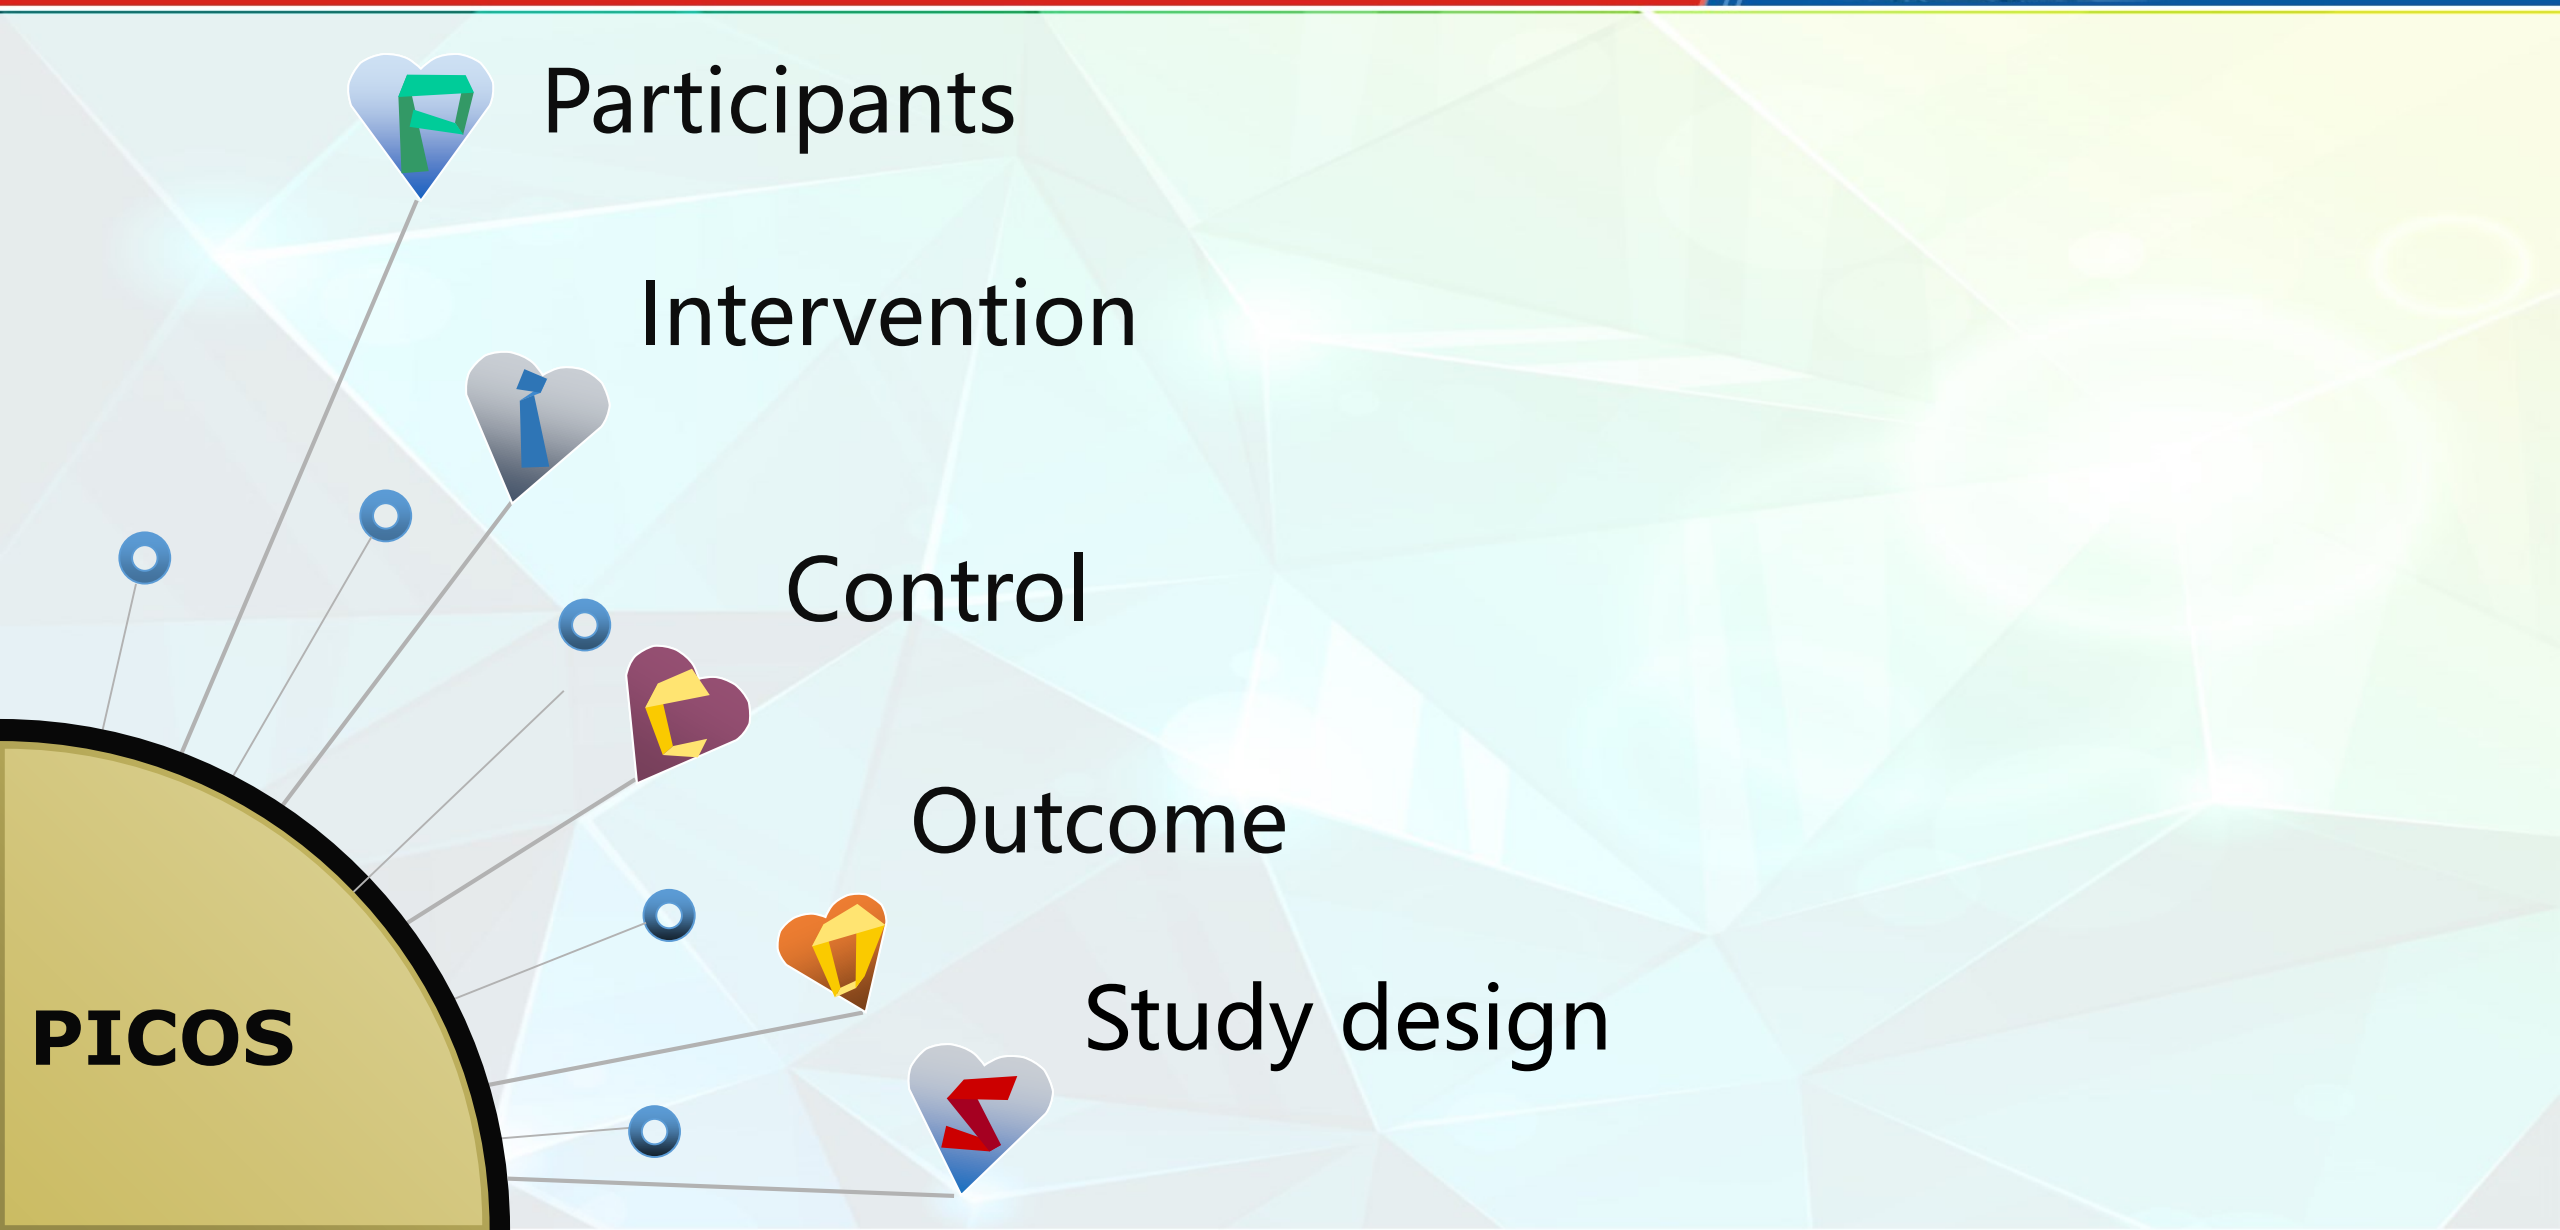 P Participants
Intervention
i
Control
C
Outcome
O
Study design
PICOS
S